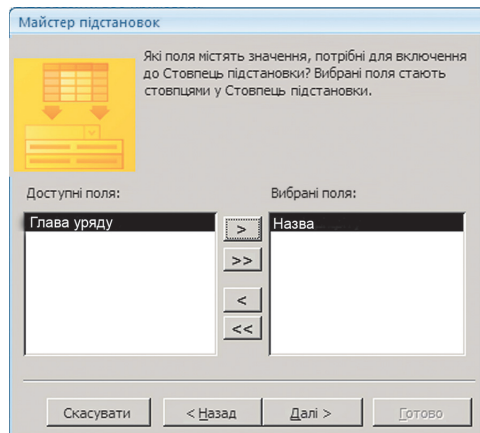 Майстер підстановок
Які поля містять значення, потрібні для включення
до Стовпець підстановки? Вибрані поля стають
стовпцями у Стовпець підстановки.
Доступні поля:
Вибрані поля:
Глава уряду
Назва
>
>>
<
<<
Скасувати
< Назад
Далі >
Готово